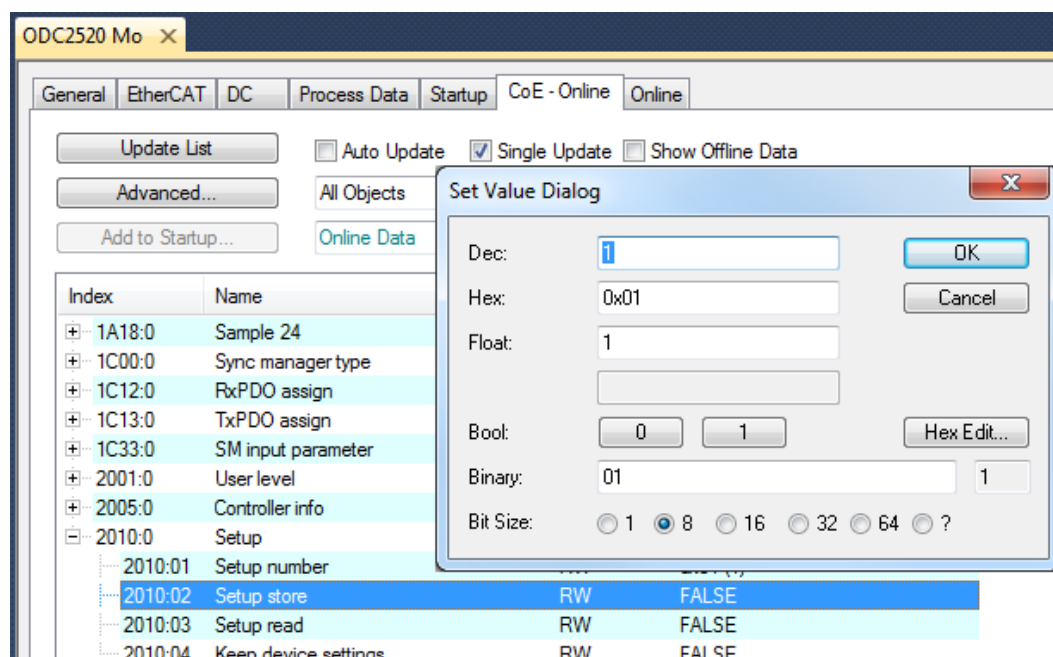 ODC2520 Mo
General EtherCAT DC Process Data Startup CoE - Online Online
Update List Auto Update Single Update Show Offline Data
Advanced... All Objects
Add to Startup... Online Data
Set Value Dialog
Dec: 1 OK
Hex: 0x01 Cancel
Float: 1
Bool: 0 1 Hex Edit...
Binary: 01 1
Bit Size: 1 8 16 32 64 ?
Index Name
1A18:0 Sample 24
1C00:0 Sync manager type
1C12:0 RxPDO assign
1C13:0 TxPDO assign
1C33:0 SM input parameter
2001:0 User level
2005:0 Controller info
2010:0 Setup
2010:01 Setup number
2010:02 Setup store RW FALSE
2010:03 Setup read RW FALSE
2010:04 Keep device settings RW FALSE